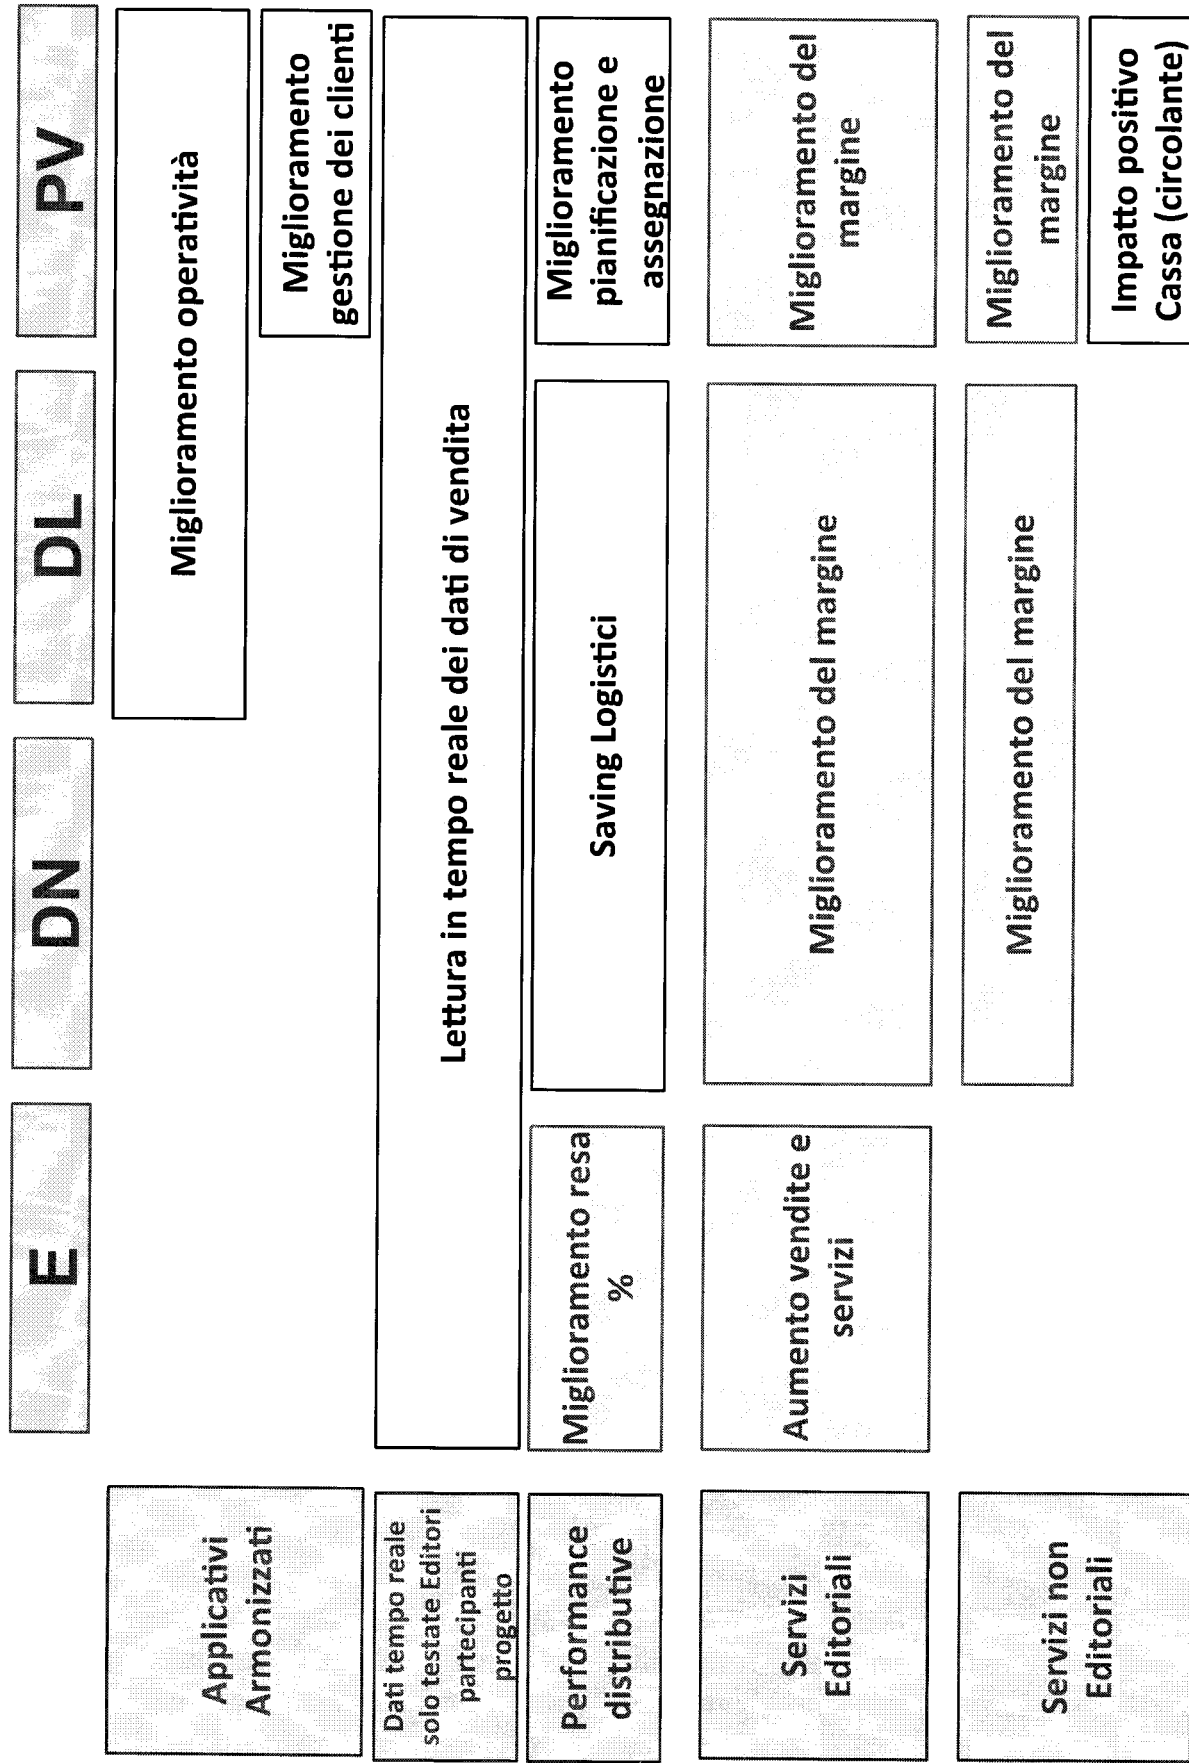 E
DN
DL
PV
Applicativi
Armonizzati
Miglioramento operatività
Miglioramento
gestione dei clienti
Dati tempo reale
solo testate Editori
partecipanti
progetto
Lettura in tempo reale dei dati di vendita
Performance
distributive
Miglioramento resa
%
Saving Logistici
Miglioramento
pianificazione e
assegnazione
Servizi
Editoriali
Aumento vendite e
servizi
Miglioramento del margine
Miglioramento del
margine
Servizi non
Editoriali
Miglioramento del margine
Miglioramento del
margine
Impatto positivo
Cassa (circolante)